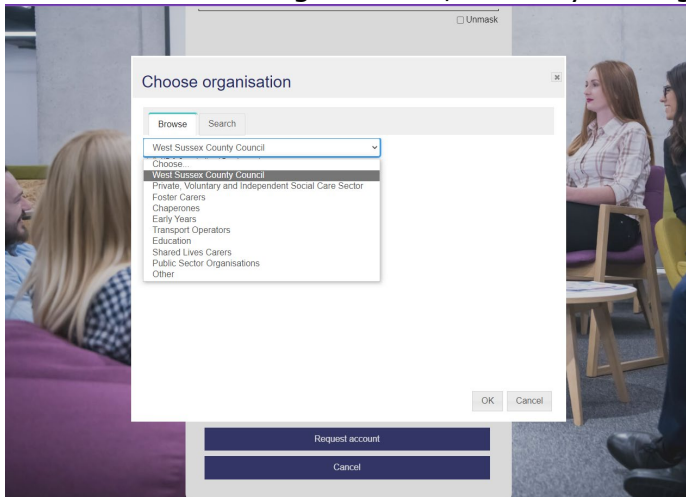 Unmask
Choose organisation
Browse Search
West Sussex County Council
Choose...
West Sussex County Council
Private, Voluntary and Independent Social Care Sector
Foster Carers
Chaperones
Early Years
Transport Operators
Education
Shared Lives Carers
Public Sector Organisations
Other
OK Cancel
Request account
Cancel